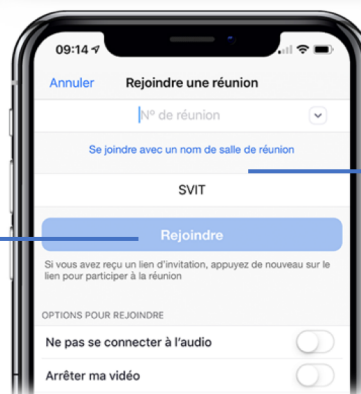 09:14
Annuler Rejoindre une réunion
N° de réunion
Se joindre avec un nom de salle de réunion
SVIT
Rejoindre
Si vous avez reçu un lien d'invitation, appuyez de nouveau sur le
lien pour participer à la réunion
OPTIONS POUR REJOINDRE
Ne pas se connecter à l'audio
Arrêter ma vidéo